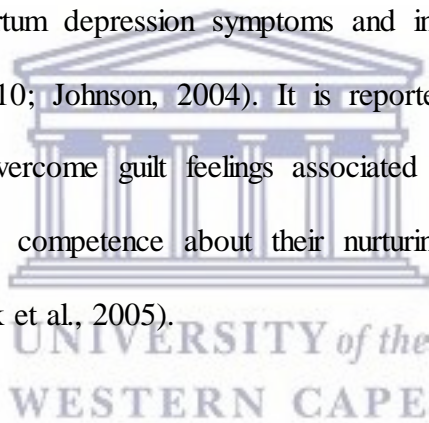 rtum depression symptoms and in
10; Johnson, 2004). It is reporte
vercome guilt feelings associated
competence about their nurturin
k et al., 2005).
UNIVERSITY of the
WESTERN CAPE